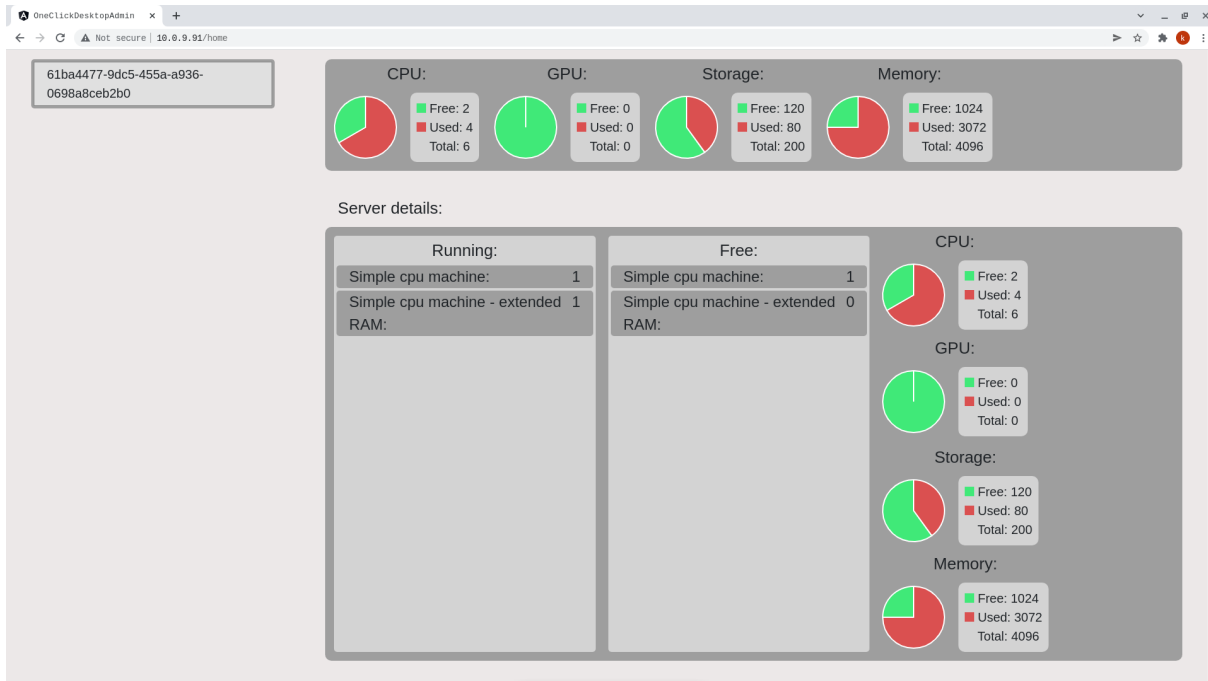 OneClickDesktopAdmin × +
Not secure | 10.0.9.91/home
k
61ba4477-9dc5-455a-a936-
0698a8ceb2b0
CPU:
Free: 2
Used: 4
Total: 6
GPU:
Free: 0
Used: 0
Total: 0
Storage:
Free: 120
Used: 80
Total: 200
Memory:
Free: 1024
Used: 3072
Total: 4096
Server details:
Running:
Simple cpu machine: 1
Simple cpu machine - extended 1
RAM:
Free:
Simple cpu machine: 1
Simple cpu machine - extended 0
RAM:
CPU:
Free: 2
Used: 4
Total: 6
GPU:
Free: 0
Used: 0
Total: 0
Storage:
Free: 120
Used: 80
Total: 200
Memory:
Free: 1024
Used: 3072
Total: 4096